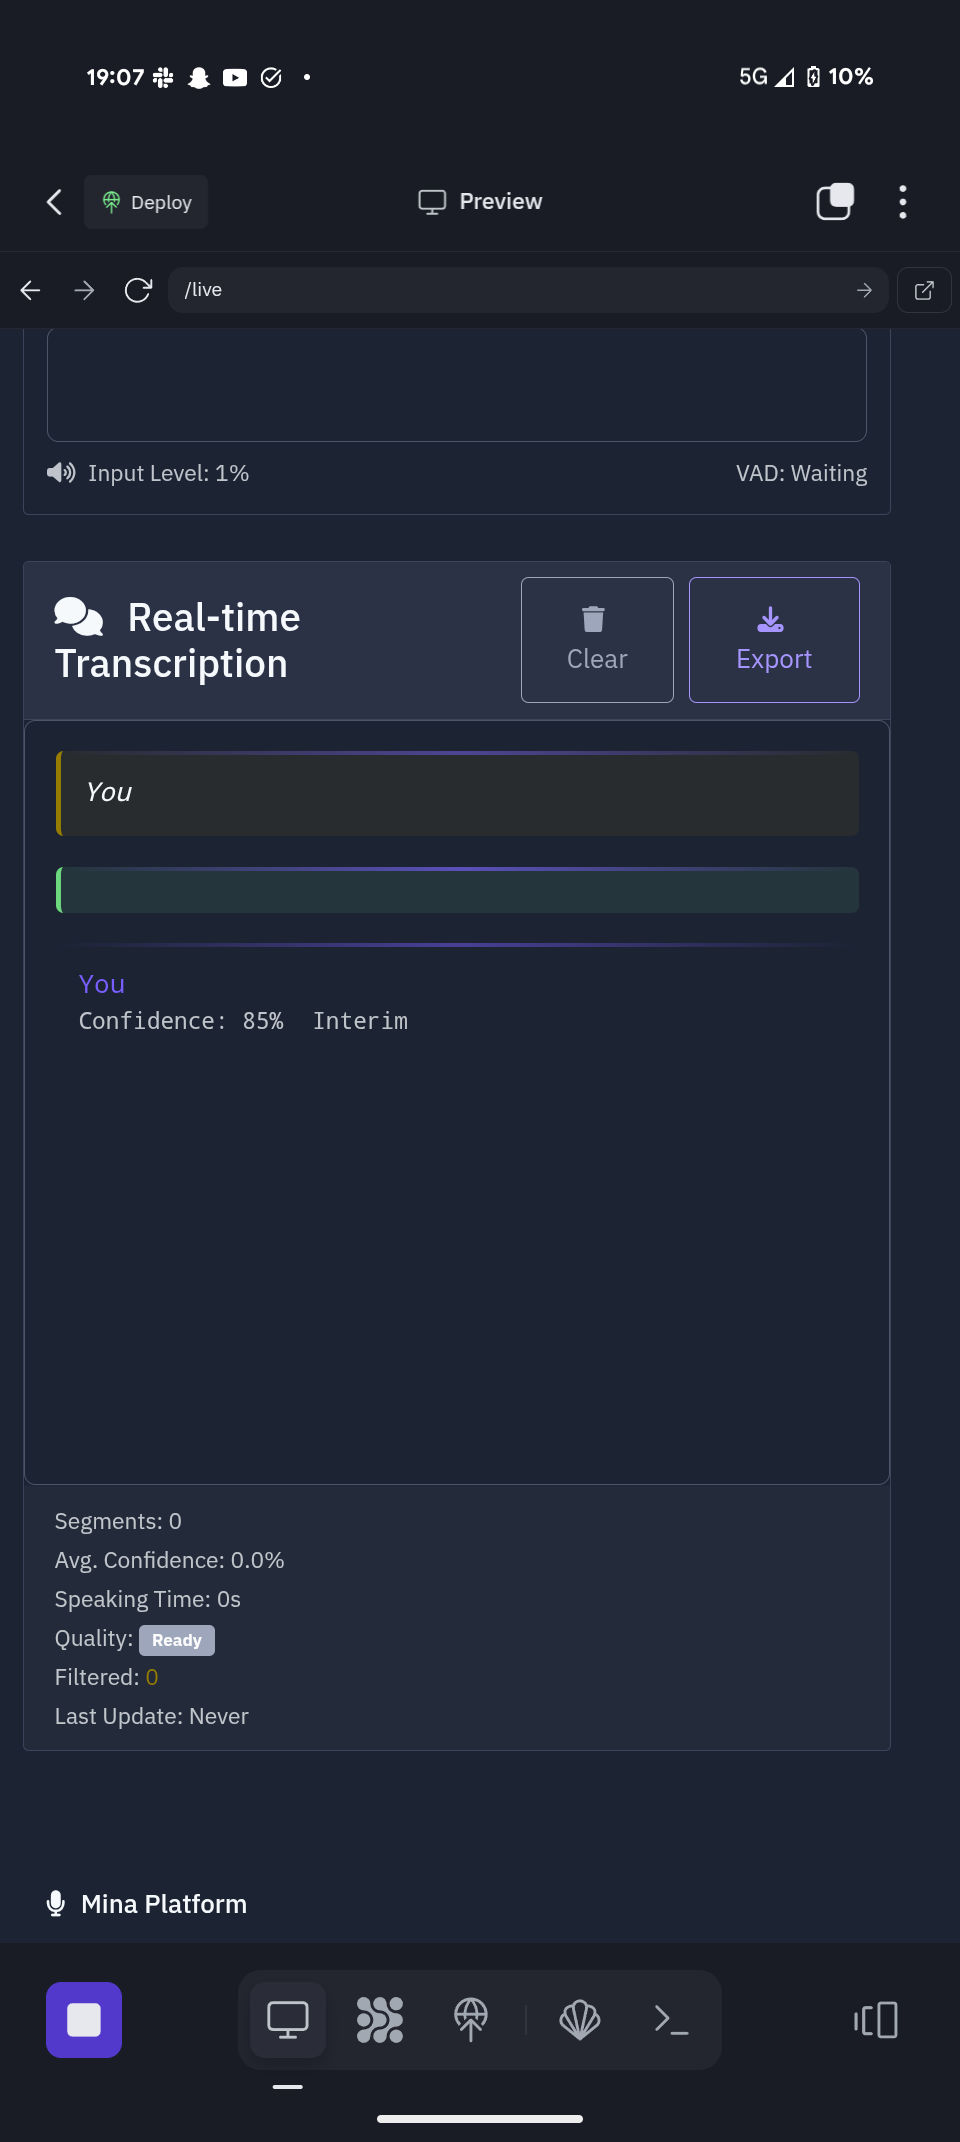 19:07 5G 10%
Deploy Preview
/live
Input Level: 1% VAD: Waiting
Real-time
Transcription
Clear Export
You
You
Confidence: 85% Interim
Segments: 0
Avg. Confidence: 0.0%
Speaking Time: 0s
Quality: Ready
Filtered: 0
Last Update: Never
Mina Platform